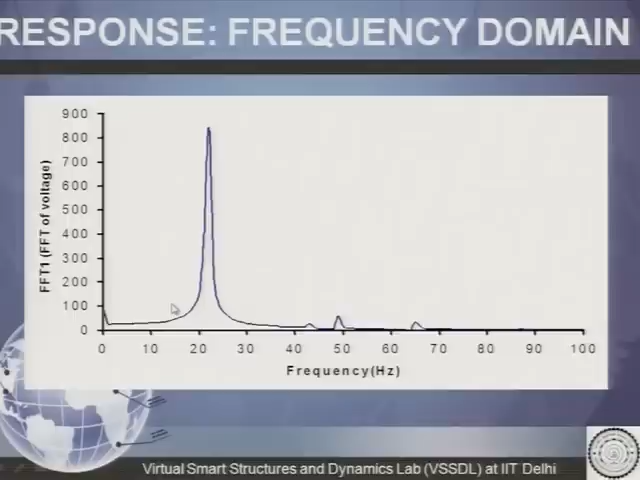 RESPONSE: FREQUENCY DOMAIN
900
800
700
600
500
400
300
200
100
0
FFT1 (FFT of voltage)
0 10 20 30 40 50 60 70 80 90 100
Frequency(Hz)
Virtual Smart Structures and Dynamics Lab (VSSDL) at IIT Delhi